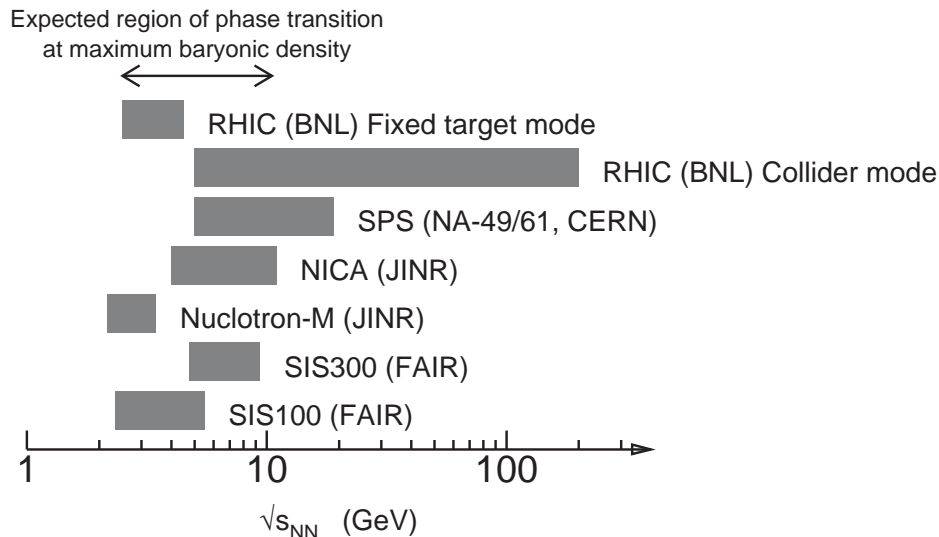 Expected region of phase transition
at maximum baryonic density
RHIC (BNL) Fixed target mode
RHIC (BNL) Collider mode
SPS (NA-49/61, CERN)
NICA (JINR)
Nuclotron-M (JINR)
SIS300 (FAIR)
SIS100 (FAIR)
1 10 100
√sNN (GeV)